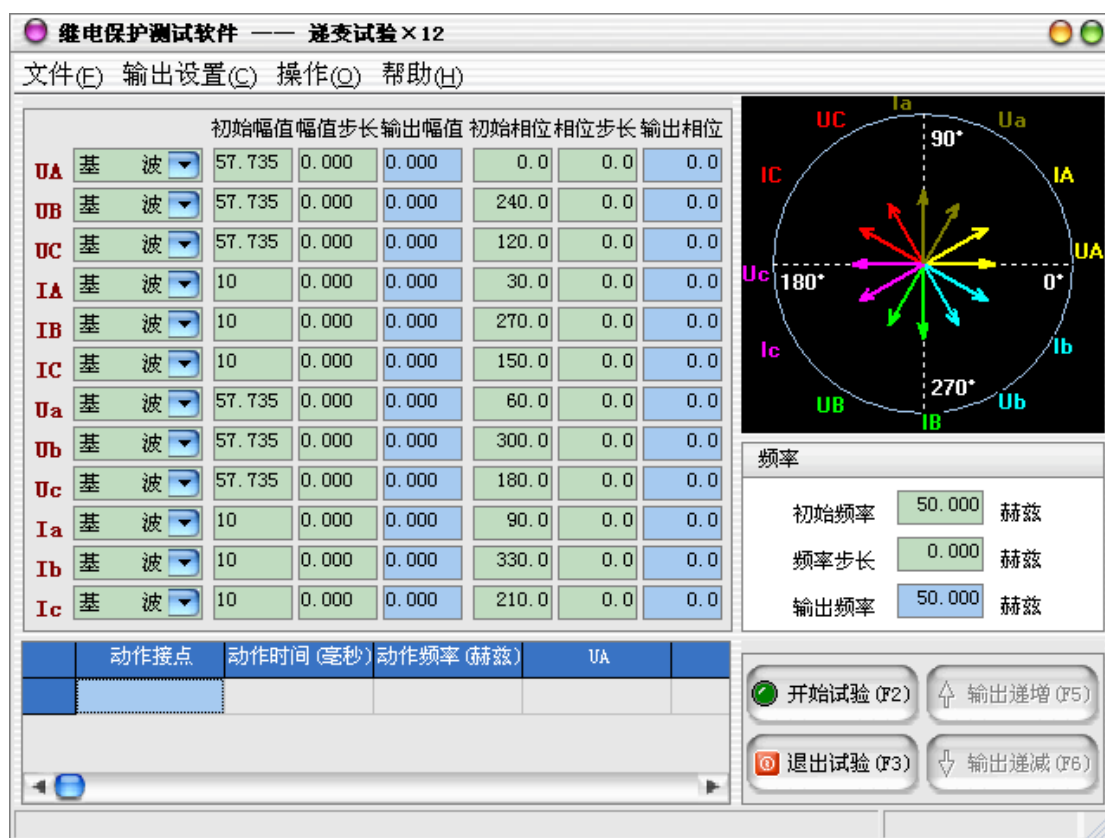 继电保护测试软件 —— 递变试验×12
文件(F) 输出设置(C) 操作(O) 帮助(H)
初始幅值 幅值步长 输出幅值 初始相位 相位步长 输出相位
UA 基 波 57.735 0.000 0.000 0.0 0.0 0.0
UB 基 波 57.735 0.000 0.000 240.0 0.0 0.0
UC 基 波 57.735 0.000 0.000 120.0 0.0 0.0
IA 基 波 10 0.000 0.000 30.0 0.0 0.0
IB 基 波 10 0.000 0.000 270.0 0.0 0.0
IC 基 波 10 0.000 0.000 150.0 0.0 0.0
Ua 基 波 57.735 0.000 0.000 60.0 0.0 0.0
Ub 基 波 57.735 0.000 0.000 300.0 0.0 0.0
Uc 基 波 57.735 0.000 0.000 180.0 0.0 0.0
Ia 基 波 10 0.000 0.000 90.0 0.0 0.0
Ib 基 波 10 0.000 0.000 330.0 0.0 0.0
Ic 基 波 10 0.000 0.000 210.0 0.0 0.0
Ia
UC Ua
90°
IC IA
UA
Uc 180° 0°
Ic Ib
270°
UB Ub
IB
频率
初始频率 50.000 赫兹
频率步长 0.000 赫兹
输出频率 50.000 赫兹
动作接点 动作时间(毫秒) 动作频率(赫兹) UA
开始试验(F2) 输出递增(F5)
退出试验(F3) 输出递减(F6)